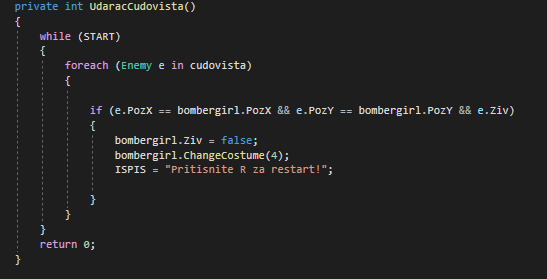 private int UdaracCudovista()
{
while (START)
{
foreach (Enemy e in cudovista)
{
if (e.PozX == bombergirl.PozX && e.PozY == bombergirl.PozY && e.Ziv)
{
bombergirl.Ziv = false;
bombergirl.ChangeCostume(4);
ISPIS = "Pritisnite R za restart!";
}
}
}
return 0;
}